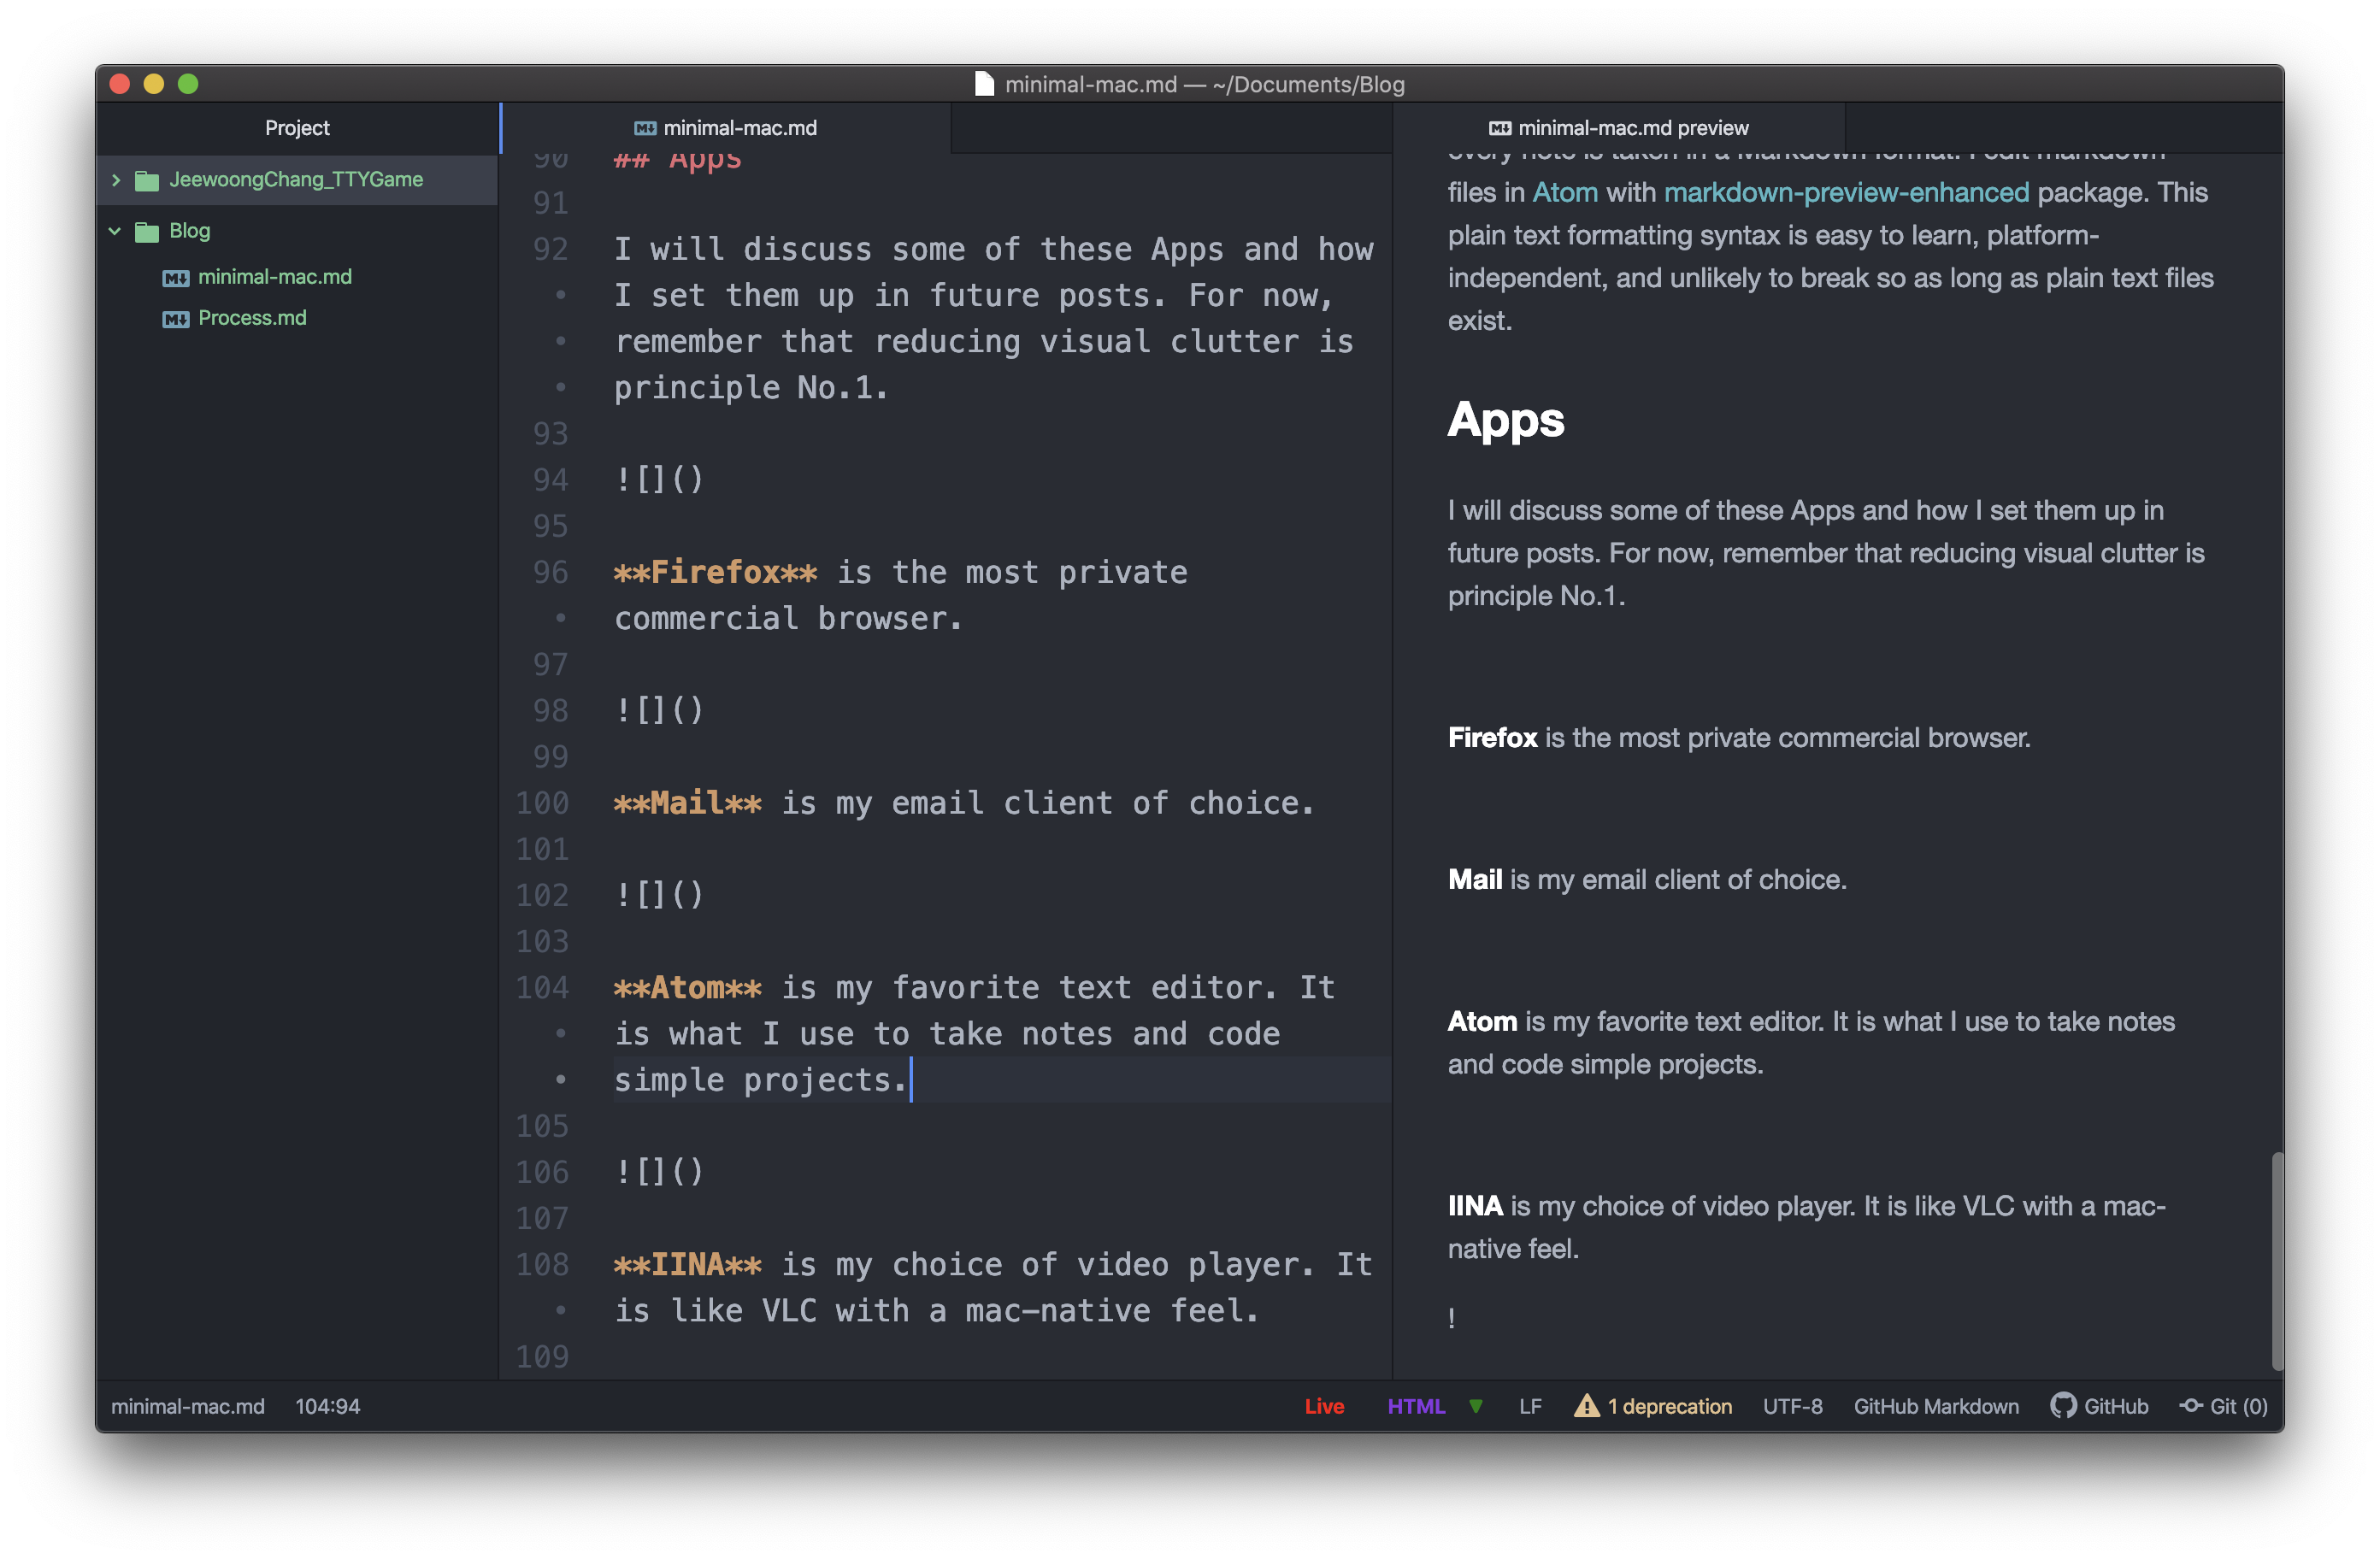 minimal-mac.md — ~/Documents/Blog
Project
JeewoongChang_TTYGame
Blog
minimal-mac.md
Process.md
minimal-mac.md
90 ## Apps
91
92 I will discuss some of these Apps and how
• I set them up in future posts. For now,
• remember that reducing visual clutter is
• principle No.1.
93
94 ![]()
95
96 **Firefox** is the most private
• commercial browser.
97
98 ![]()
99
100 **Mail** is my email client of choice.
101
102 ![]()
103
104 **Atom** is my favorite text editor. It
• is what I use to take notes and code
• simple projects.
105
106 ![]()
107
108 **IINA** is my choice of video player. It
• is like VLC with a mac-native feel.
109
minimal-mac.md preview
every note is taken in a Markdown format. I edit markdown
files in Atom with markdown-preview-enhanced package. This
plain text formatting syntax is easy to learn, platform-
independent, and unlikely to break so as long as plain text files
exist.
Apps
I will discuss some of these Apps and how I set them up in
future posts. For now, remember that reducing visual clutter is
principle No.1.
Firefox is the most private commercial browser.
Mail is my email client of choice.
Atom is my favorite text editor. It is what I use to take notes
and code simple projects.
IINA is my choice of video player. It is like VLC with a mac-
native feel.
!
minimal-mac.md 104:94 Live HTML LF 1 deprecation UTF-8 GitHub Markdown GitHub Git (0)